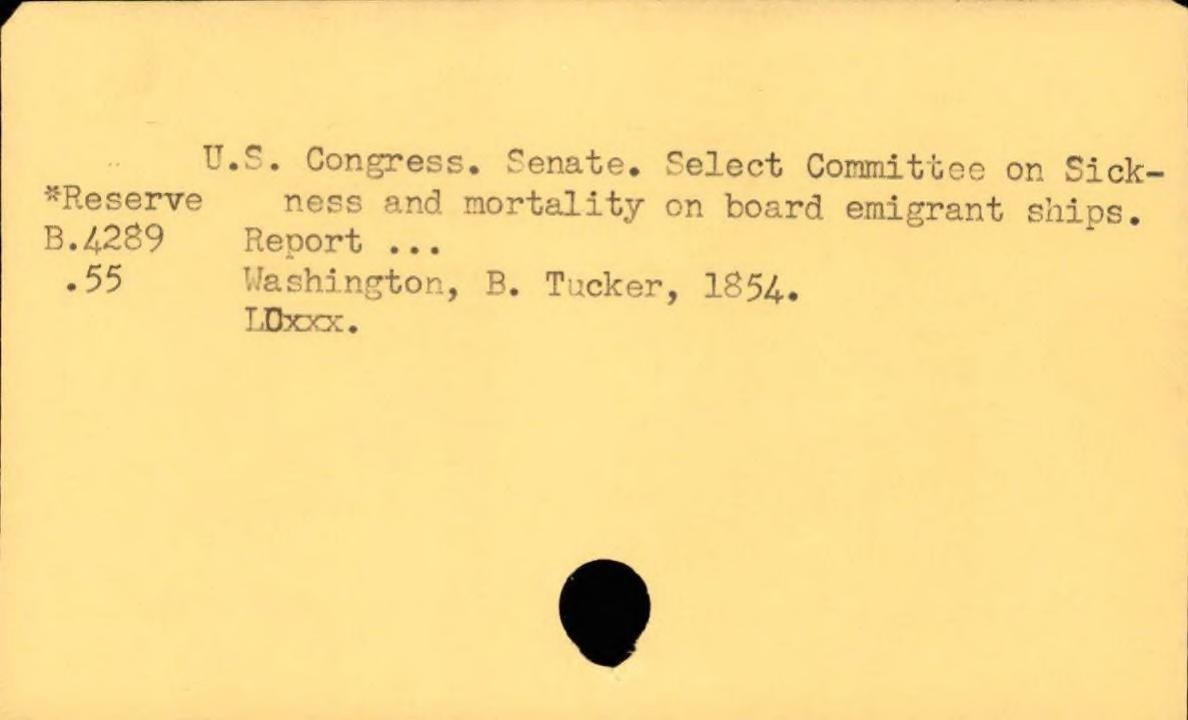 U.S. Congress. Senate. Select Committee on Sick-
*Reserve ness and mortality on board emigrant ships.
B.4289 Report ...
.55 Washington, B. Tucker, 1854.